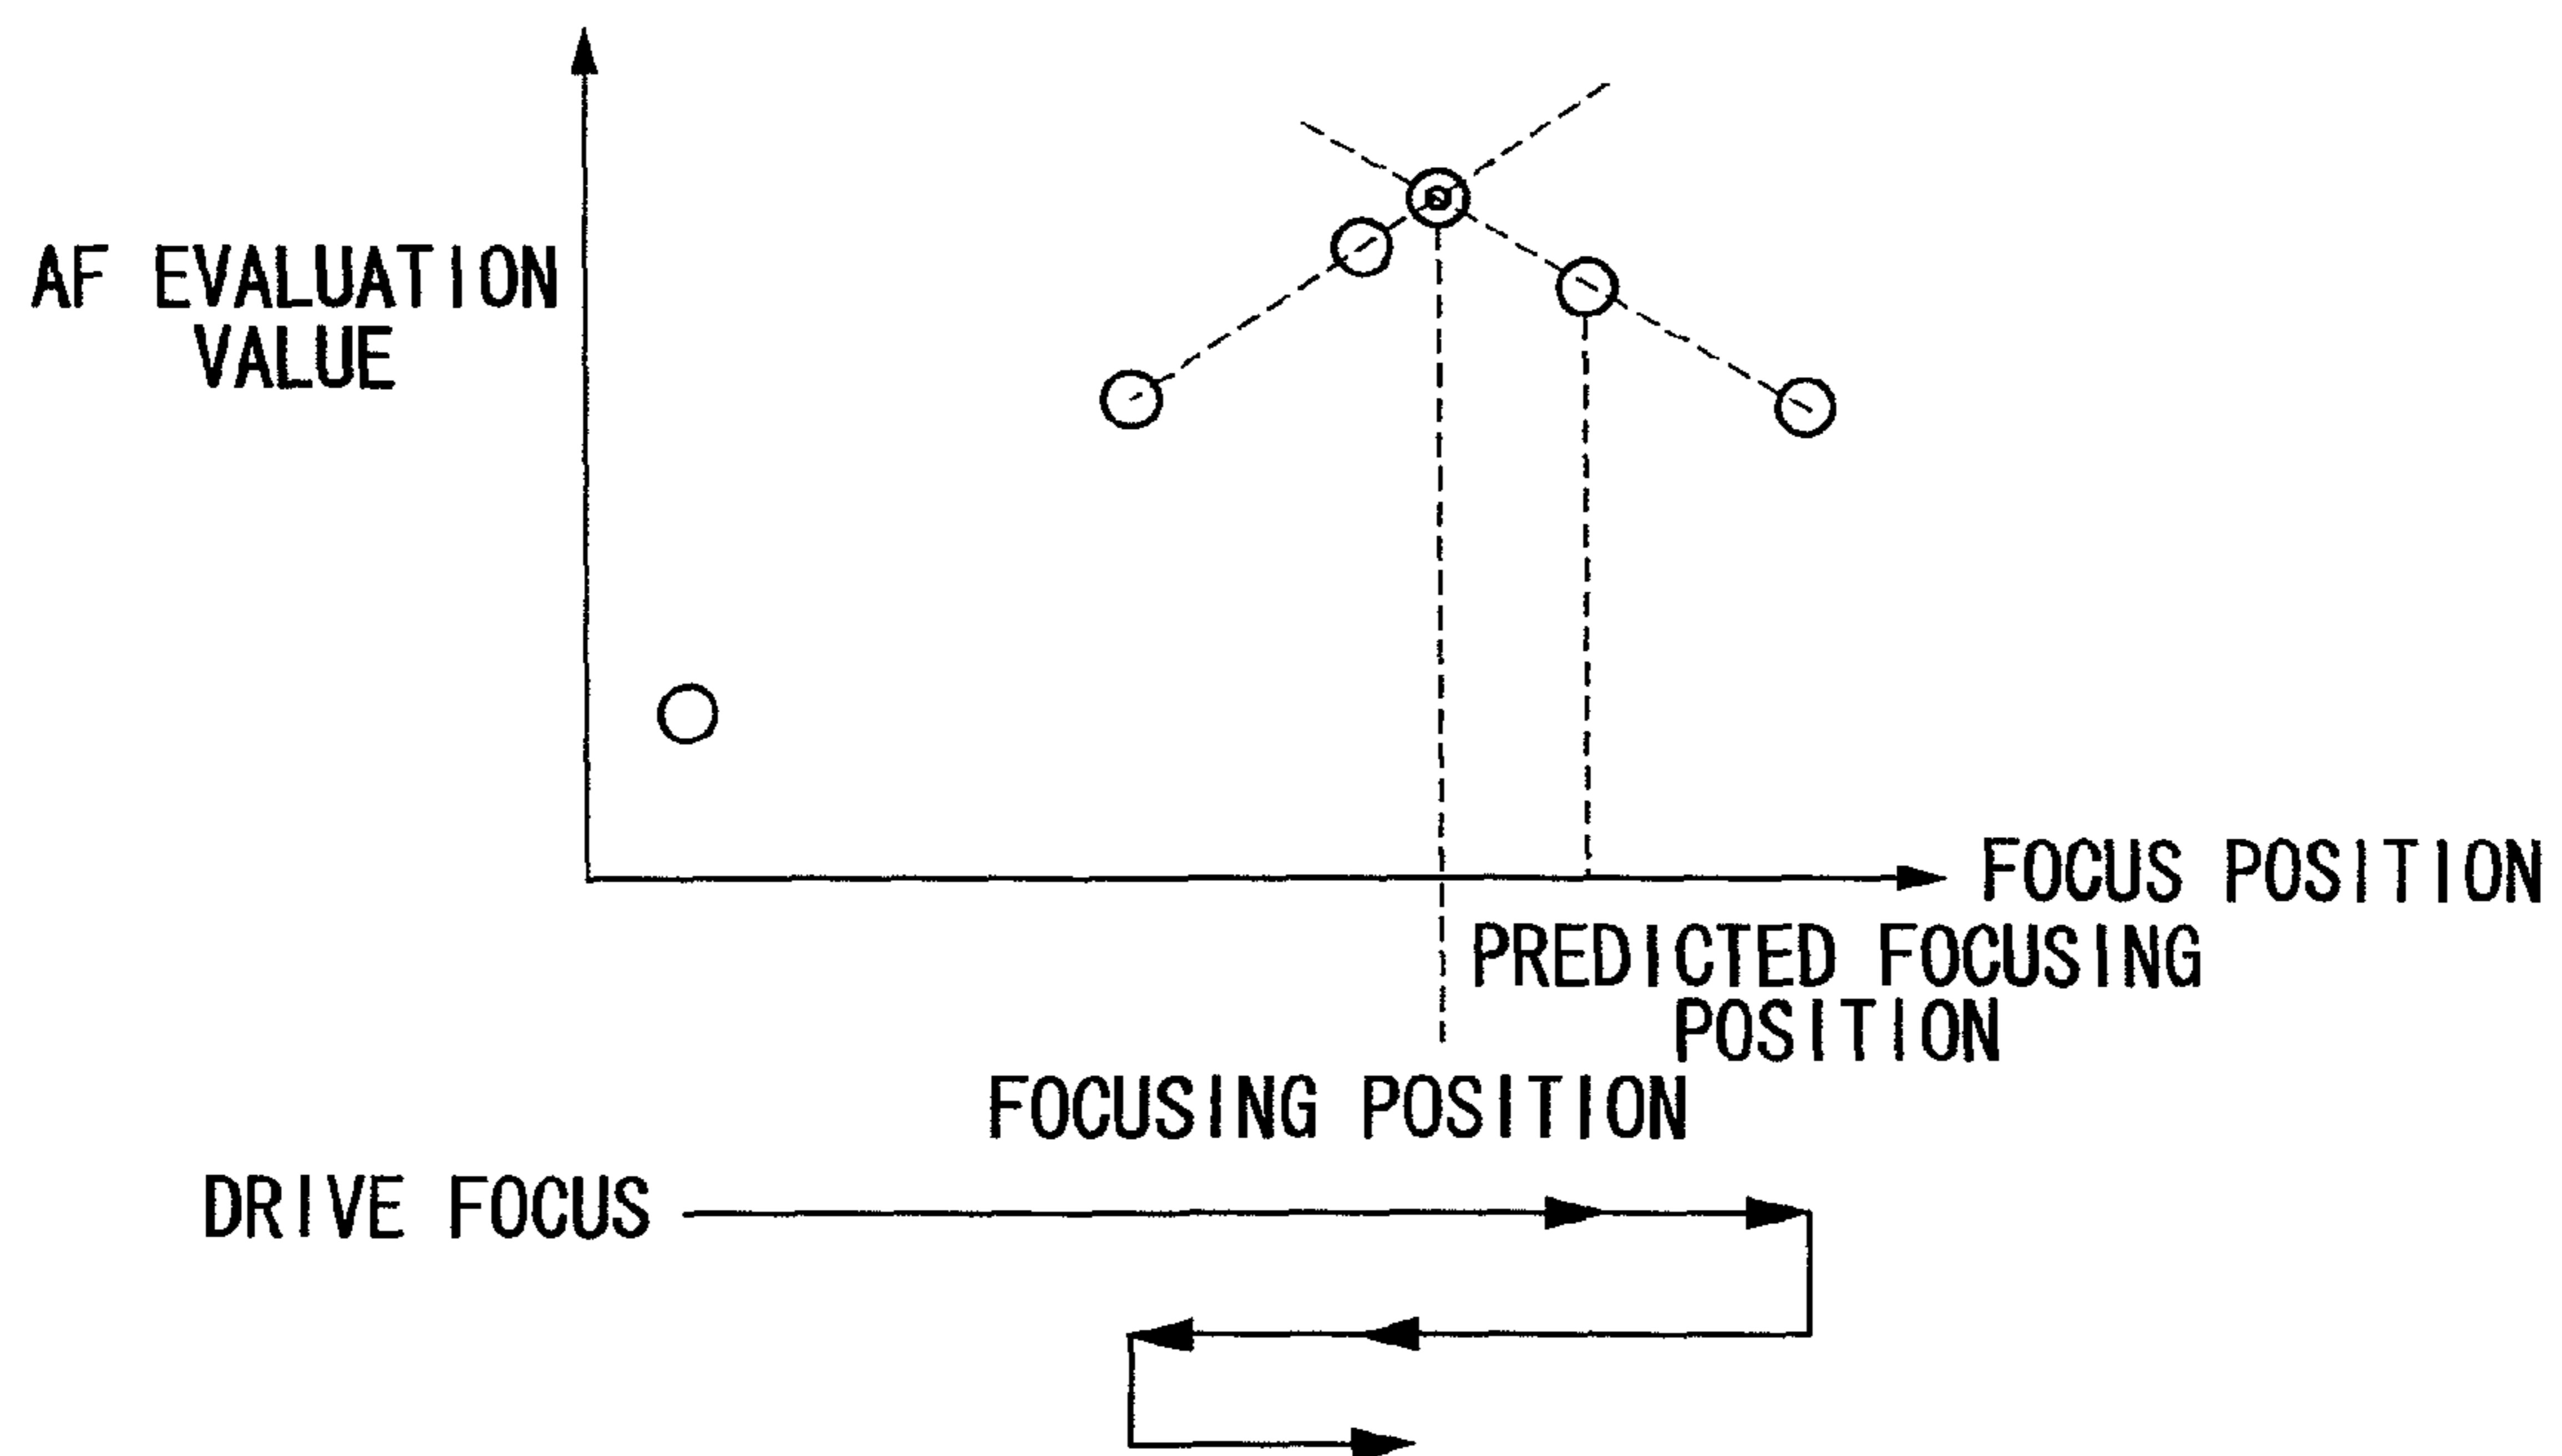 AF EVALUATION
VALUE
FOCUS POSITION
PREDICTED FOCUSING
POSITION
FOCUSING POSITION
DRIVE FOCUS